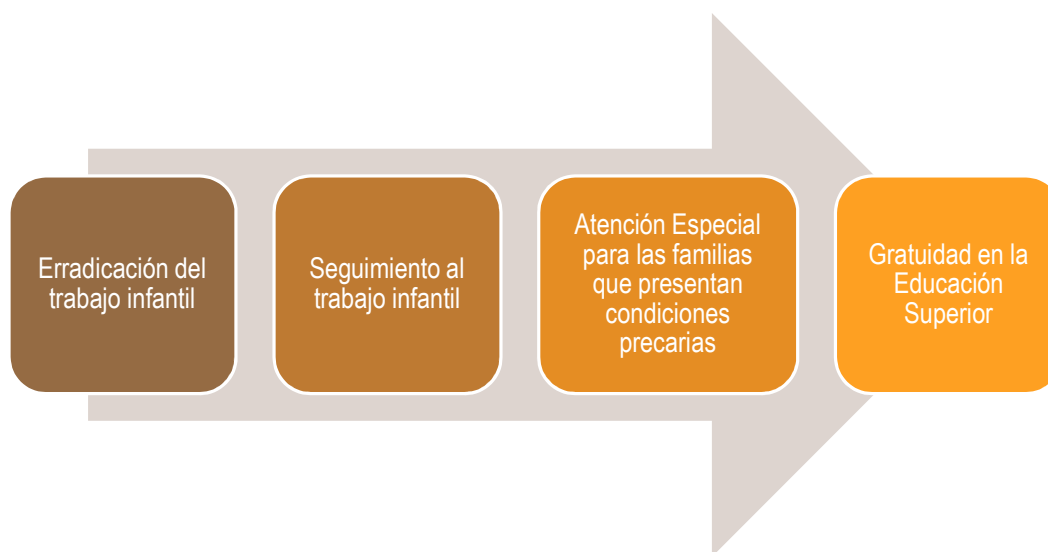 Erradicación del
trabajo infantil
Seguimiento al
trabajo infantil
Atención Especial
para las familias
que presentan
condiciones
precarias
Gratuidad en la
Educación
Superior